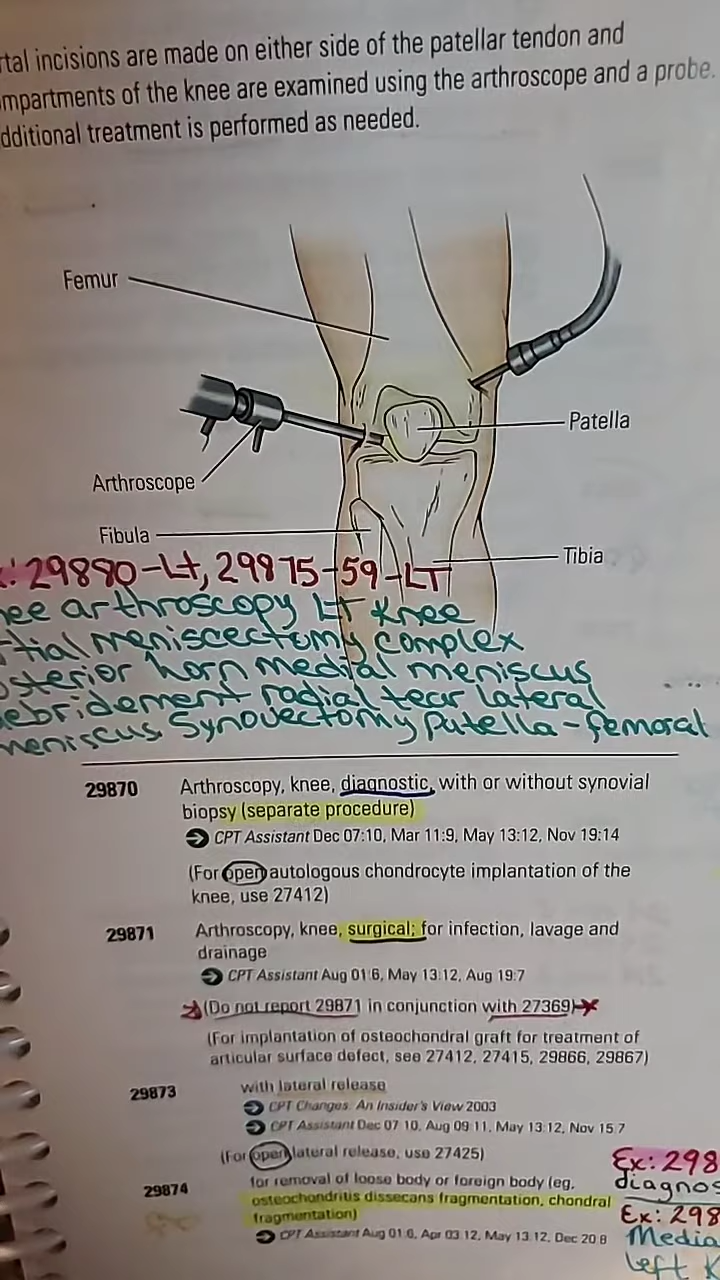 rtal incisions are made on either side of the patellar tendon and
mpartments of the knee are examined using the arthroscope and a probe.
dditional treatment is performed as needed.
Femur
Patella
Arthroscope
Fibula
Tibia
: 29880-Lt, 29875-59-LT
nee arthroscopy LT Knee
rtial meniscectomy complex
osterior horn medial meniscus
ebridement radial tear lateral
meniscus Synovectomy Patella-femoral
29870 Arthroscopy, knee, diagnostic, with or without synovial
biopsy (separate procedure)
CPT Assistant Dec 07:10, Mar 11:9, May 13:12, Nov 19:14
(For open autologous chondrocyte implantation of the
knee, use 27412)
29871 Arthroscopy, knee, surgical; for infection, lavage and
drainage
CPT Assistant Aug 01:6, May 13:12, Aug 19:7
(Do not report 29871 in conjunction with 27369)
(For implantation of osteochondral graft for treatment of
articular surface defect, see 27412, 27415, 29866, 29867)
29873 with lateral release
CPT Changes: An Insider's View 2003
CPT Assistant Dec 07:10, Aug 09:11, May 13:12, Nov 15:7
(For open lateral release, use 27425)
29874 for removal of loose body or foreign body (eg,
osteochondritis dissecans fragmentation, chondral
fragmentation)
CPT Assistant Aug 01:6, Apr 03:12, May 13:12, Dec 20:8
Ex: 298
diagnos
Ex: 298
Media
left K